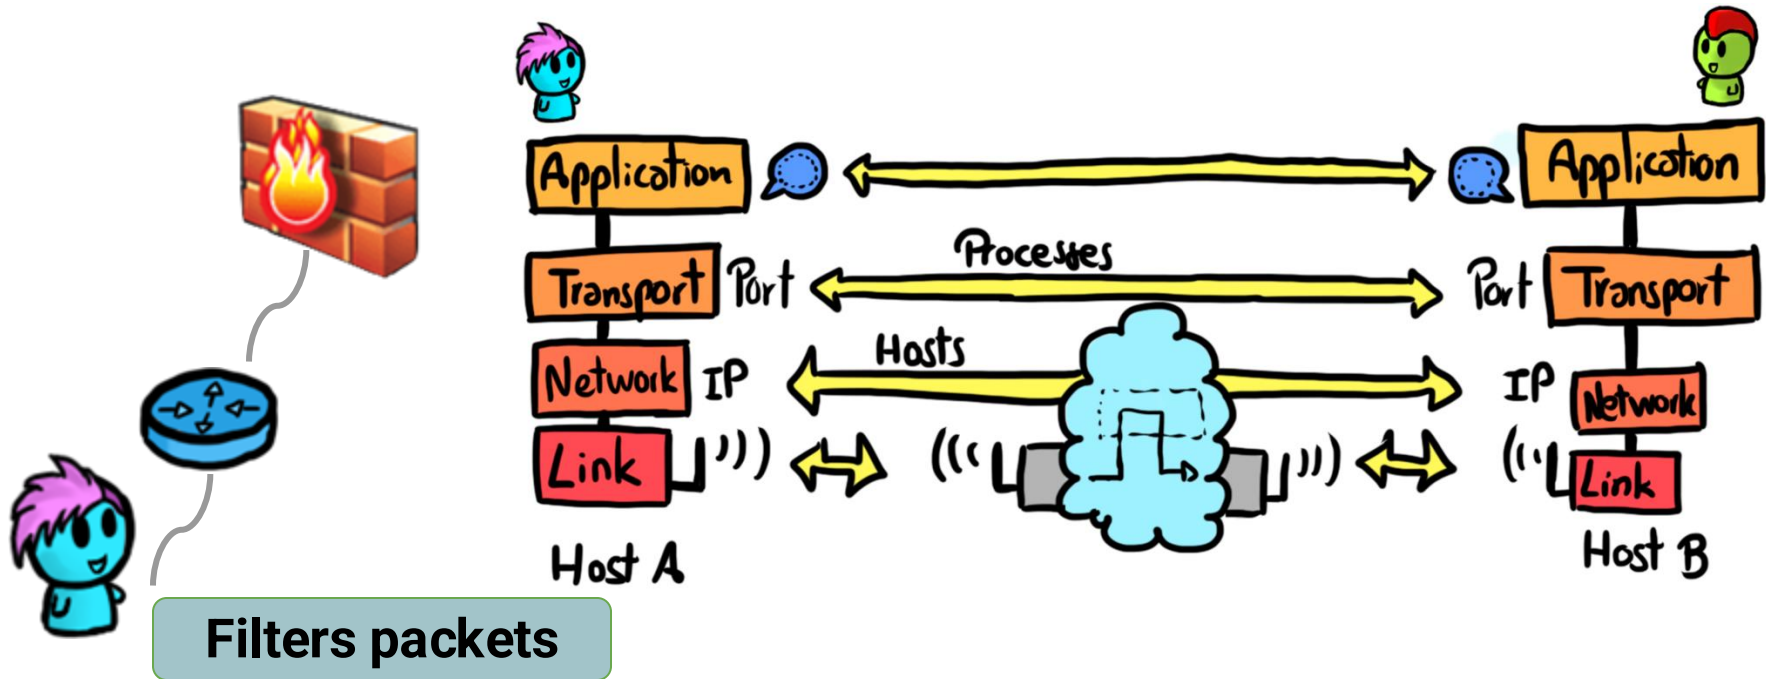 Application
Application
Processes
Transport
Port
Port
Transport
Hosts
Network
IP
IP
Network
Link
Link
Host A
Host B
Filters packets